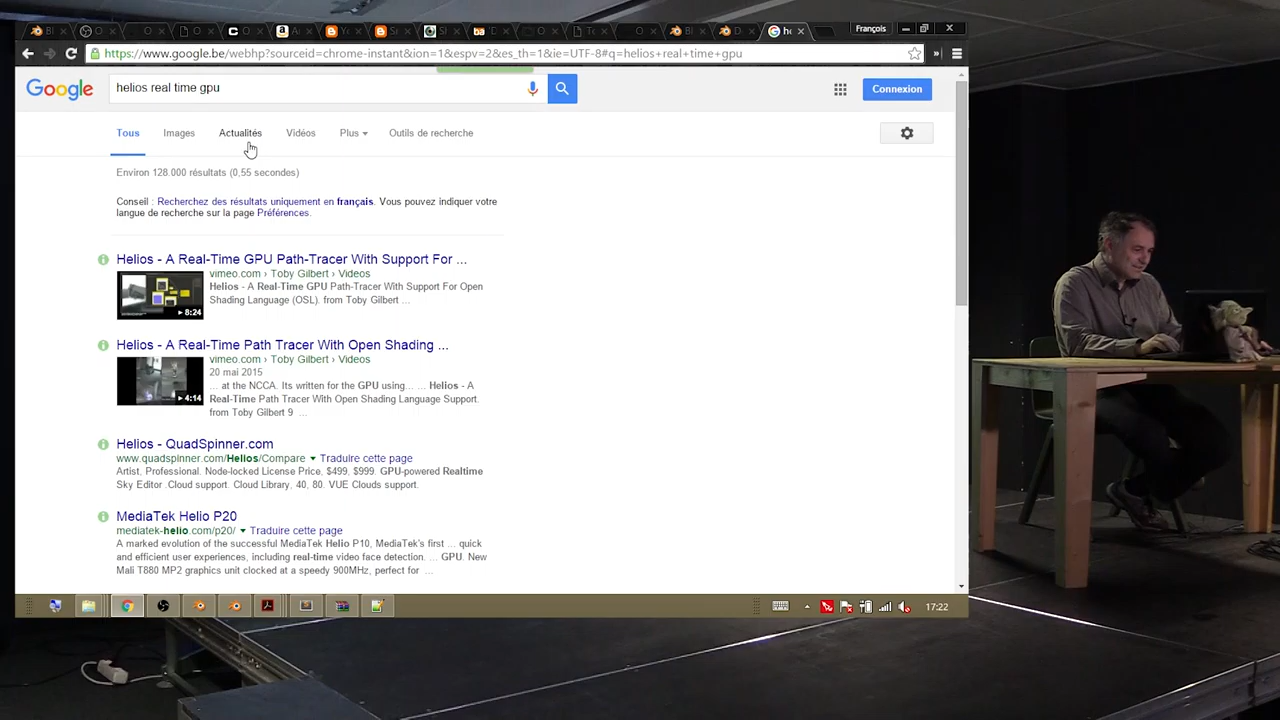 François
https://www.google.be/webhp?sourceid=chrome-instant&ion=1&espv=2&es_th=1&ie=UTF-8#q=helios+real+time+gpu
Google
helios real time gpu
Connexion
Tous Images Actualités Vidéos Plus Outils de recherche
Environ 128.000 résultats (0,55 secondes)
Conseil : Recherchez des résultats uniquement en français. Vous pouvez indiquer votre
langue de recherche sur la page Préférences.
Helios - A Real-Time GPU Path-Tracer With Support For ...
vimeo.com › Toby Gilbert › Videos
Helios - A Real-Time GPU Path-Tracer With Support For Open
Shading Language (OSL). from Toby Gilbert ...
8:24
Helios - A Real-Time Path Tracer With Open Shading ...
vimeo.com › Toby Gilbert › Videos
20 mai 2015
... at the NCCA. Its written for the GPU using... ... Helios - A
Real-Time Path Tracer With Open Shading Language Support.
from Toby Gilbert 9 ...
4:14
Helios - QuadSpinner.com
www.quadspinner.com/Helios/Compare Traduire cette page
Artist, Professional. Node-locked License Price, $499, $999. GPU-powered Realtime
Sky Editor .Cloud support. Cloud Library, 40, 80. VUE Clouds support.
MediaTek Helio P20
mediatek-helio.com/p20/ Traduire cette page
A marked evolution of the successful MediaTek Helio P10, MediaTek's first ... quick
and efficient user experiences, including real-time video face detection. ... GPU. New
Mali T880 MP2 graphics unit clocked at a speedy 900MHz, perfect for ...
17:22